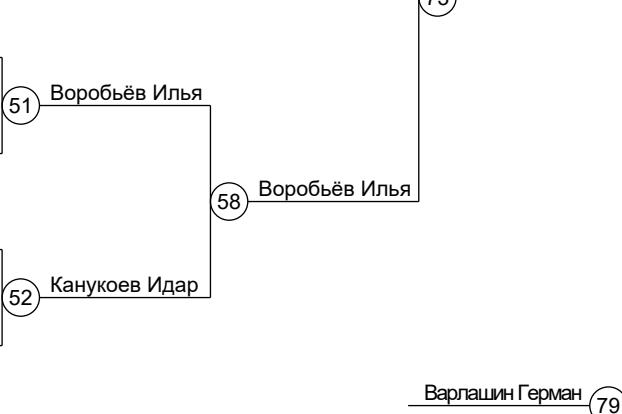 51 Воробьёв Илья
58 Воробьёв Илья
52 Канукоев Идар
Варлашин Герман 79